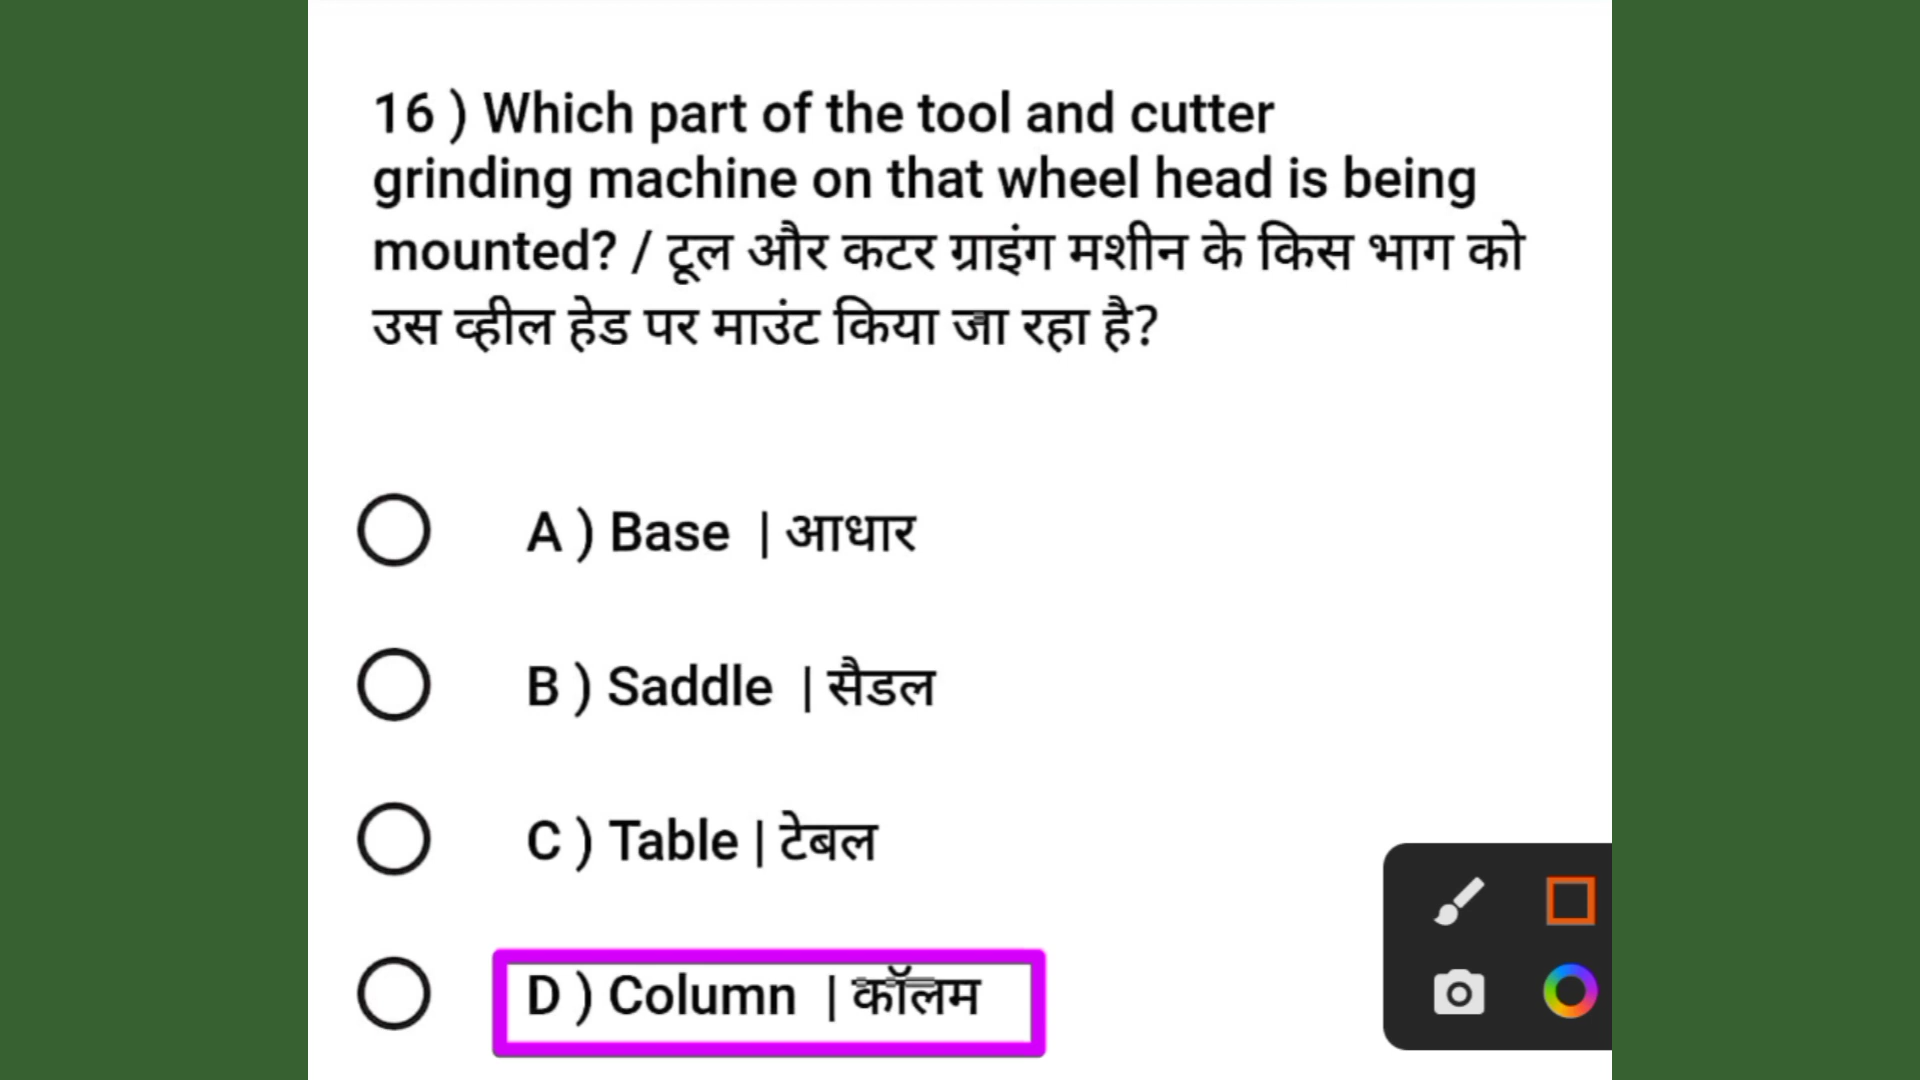 16 ) Which part of the tool and cutter
grinding machine on that wheel head is being
mounted? / टूल और कटर ग्राइंग मशीन के किस भाग को
उस व्हील हेड पर माउंट किया जा रहा है?
A ) Base | आधार
B ) Saddle | सैडल
C ) Table | टेबल
D ) Column | कॉलम